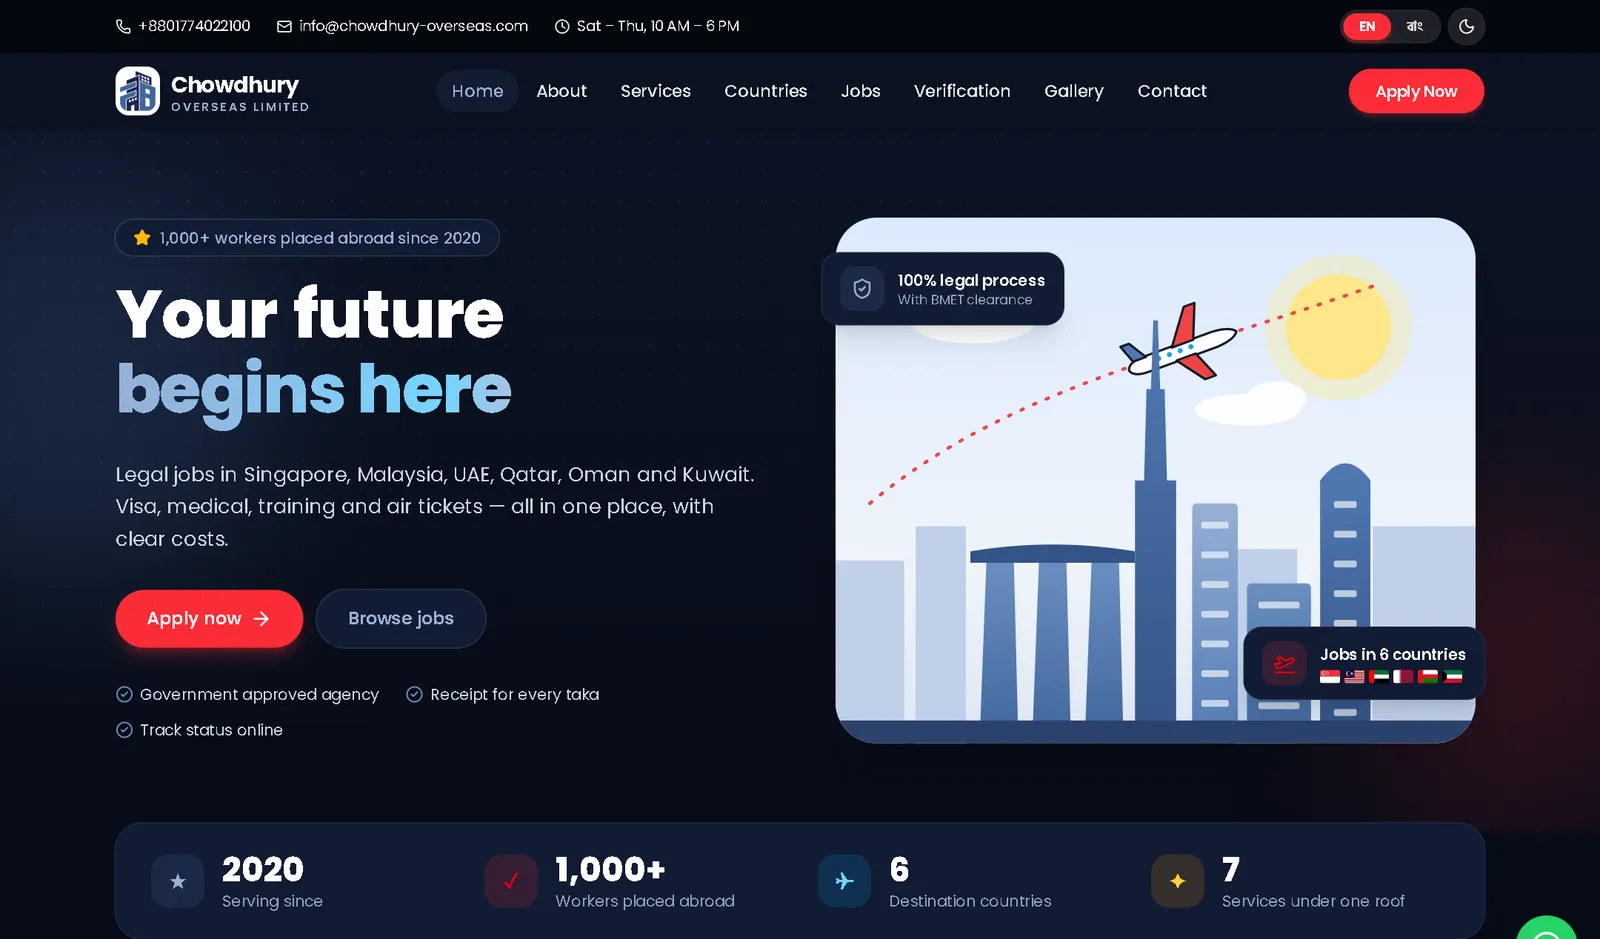 +8801774022100
info@chowdhury-overseas.com
Sat – Thu, 10 AM – 6 PM
EN
বাং
Chowdhury
OVERSEAS LIMITED
Home
About
Services
Countries
Jobs
Verification
Gallery
Contact
Apply Now
1,000+ workers placed abroad since 2020
Your future
begins here
Legal jobs in Singapore, Malaysia, UAE, Qatar, Oman and Kuwait.
Visa, medical, training and air tickets — all in one place, with
clear costs.
Apply now
Browse jobs
Government approved agency
Receipt for every taka
Track status online
100% legal process
With BMET clearance
Jobs in 6 countries
2020
Serving since
1,000+
Workers placed abroad
6
Destination countries
7
Services under one roof